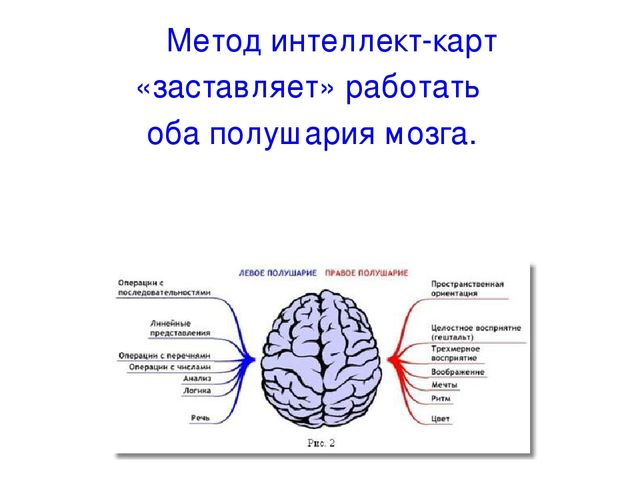 Метод интеллект-карт
«заставляет» работать
оба полушария мозга.
ЛЕВОЕ ПОЛУШАРИЕ ПРАВОЕ ПОЛУШАРИЕ
Операции с
последовательностями
Линейные
представления
Операции с перечнями
Операции с числами
Анализ
Логика
Речь
Пространственная
ориентация
Целостное восприятие
(гештальт)
Трехмерное
восприятие
Воображение
Мечты
Ритм
Цвет
Рис. 2